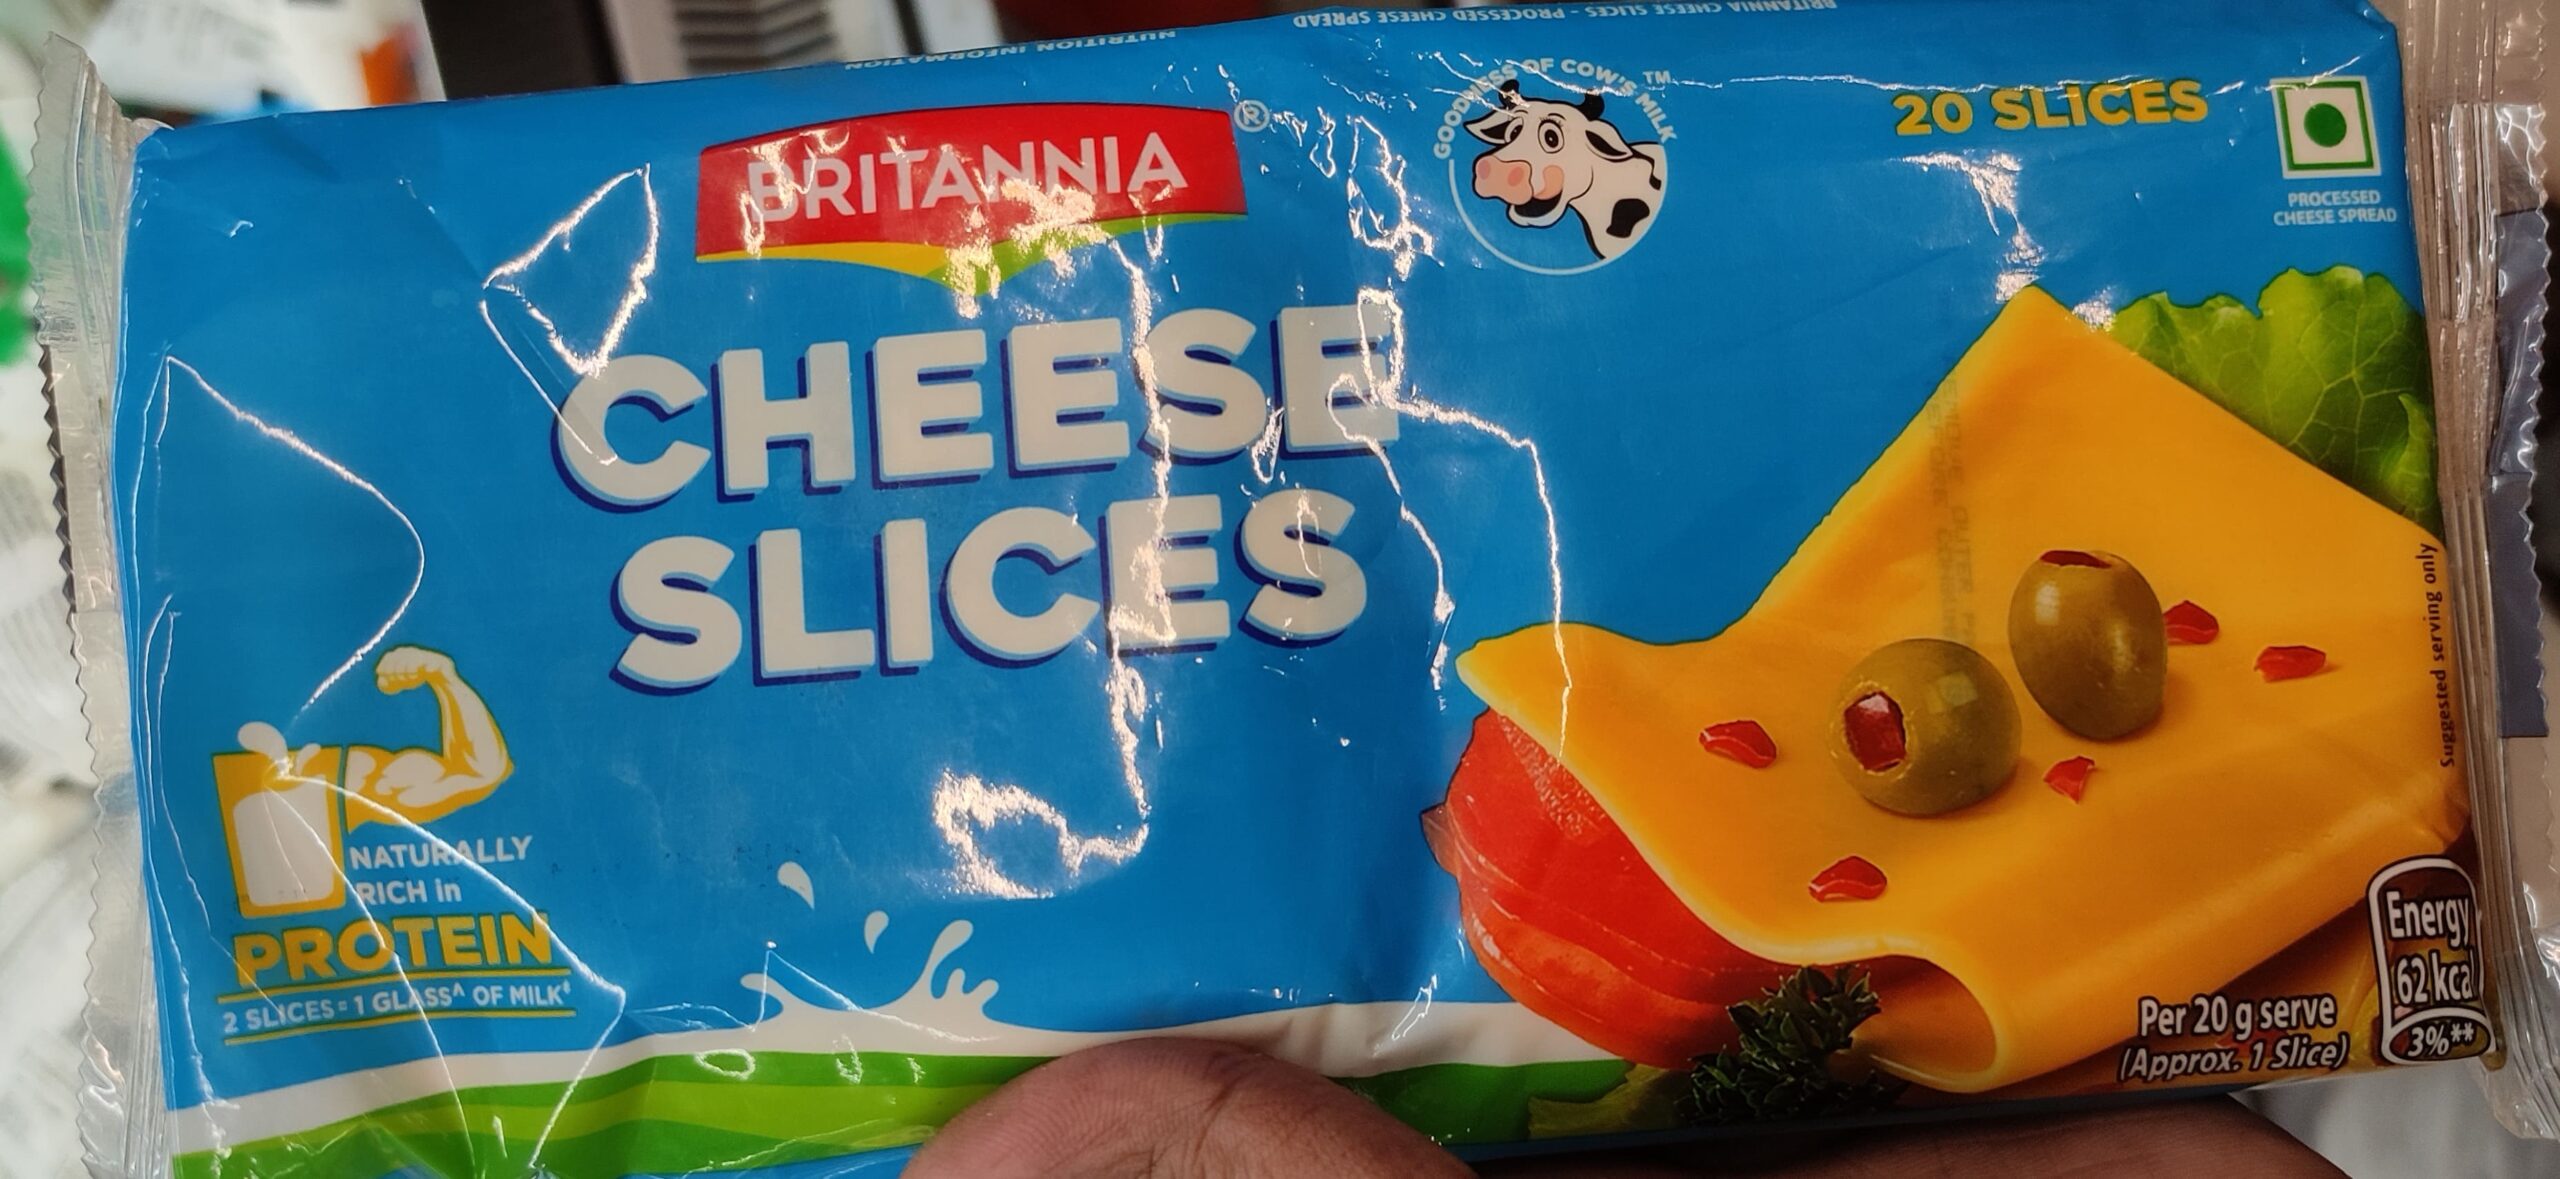 NUTRITION INFORMATION
BRITANNIA CHEESE SLICES - PROCESSED CHEESE SPREAD
BRITANNIA®
GOODNESS OF COW'S MILK™
20 SLICES
PROCESSED
CHEESE SPREAD
CHEESE
SLICES
NATURALLY
RICH in
PROTEIN
2 SLICES=1 GLASS^ OF MILK
Suggested serving only
Energy
62 kcal
3%**
Per 20 g serve
(Approx. 1 Slice)